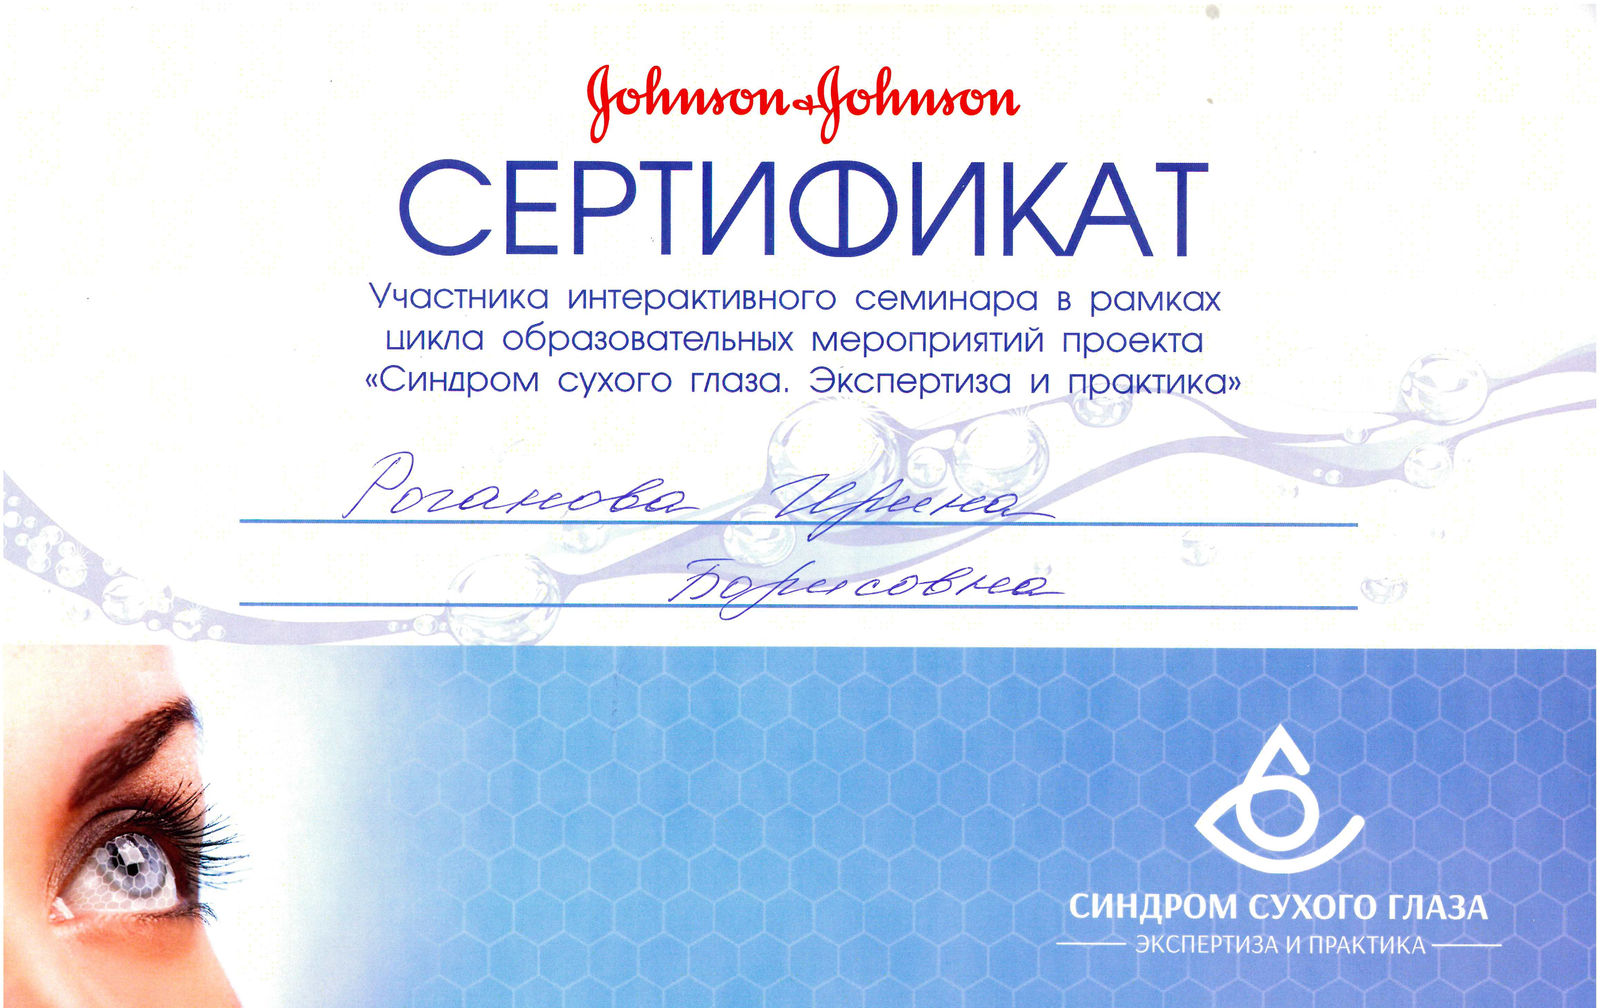 Johnson & Johnson
СЕРТИФИКАТ
Участника интерактивного семинара в рамках
цикла образовательных мероприятий проекта
«Синдром сухого глаза. Экспертиза и практика»
Роганова Ирина
Борисовна
СИНДРОМ СУХОГО ГЛАЗА
ЭКСПЕРТИЗА И ПРАКТИКА